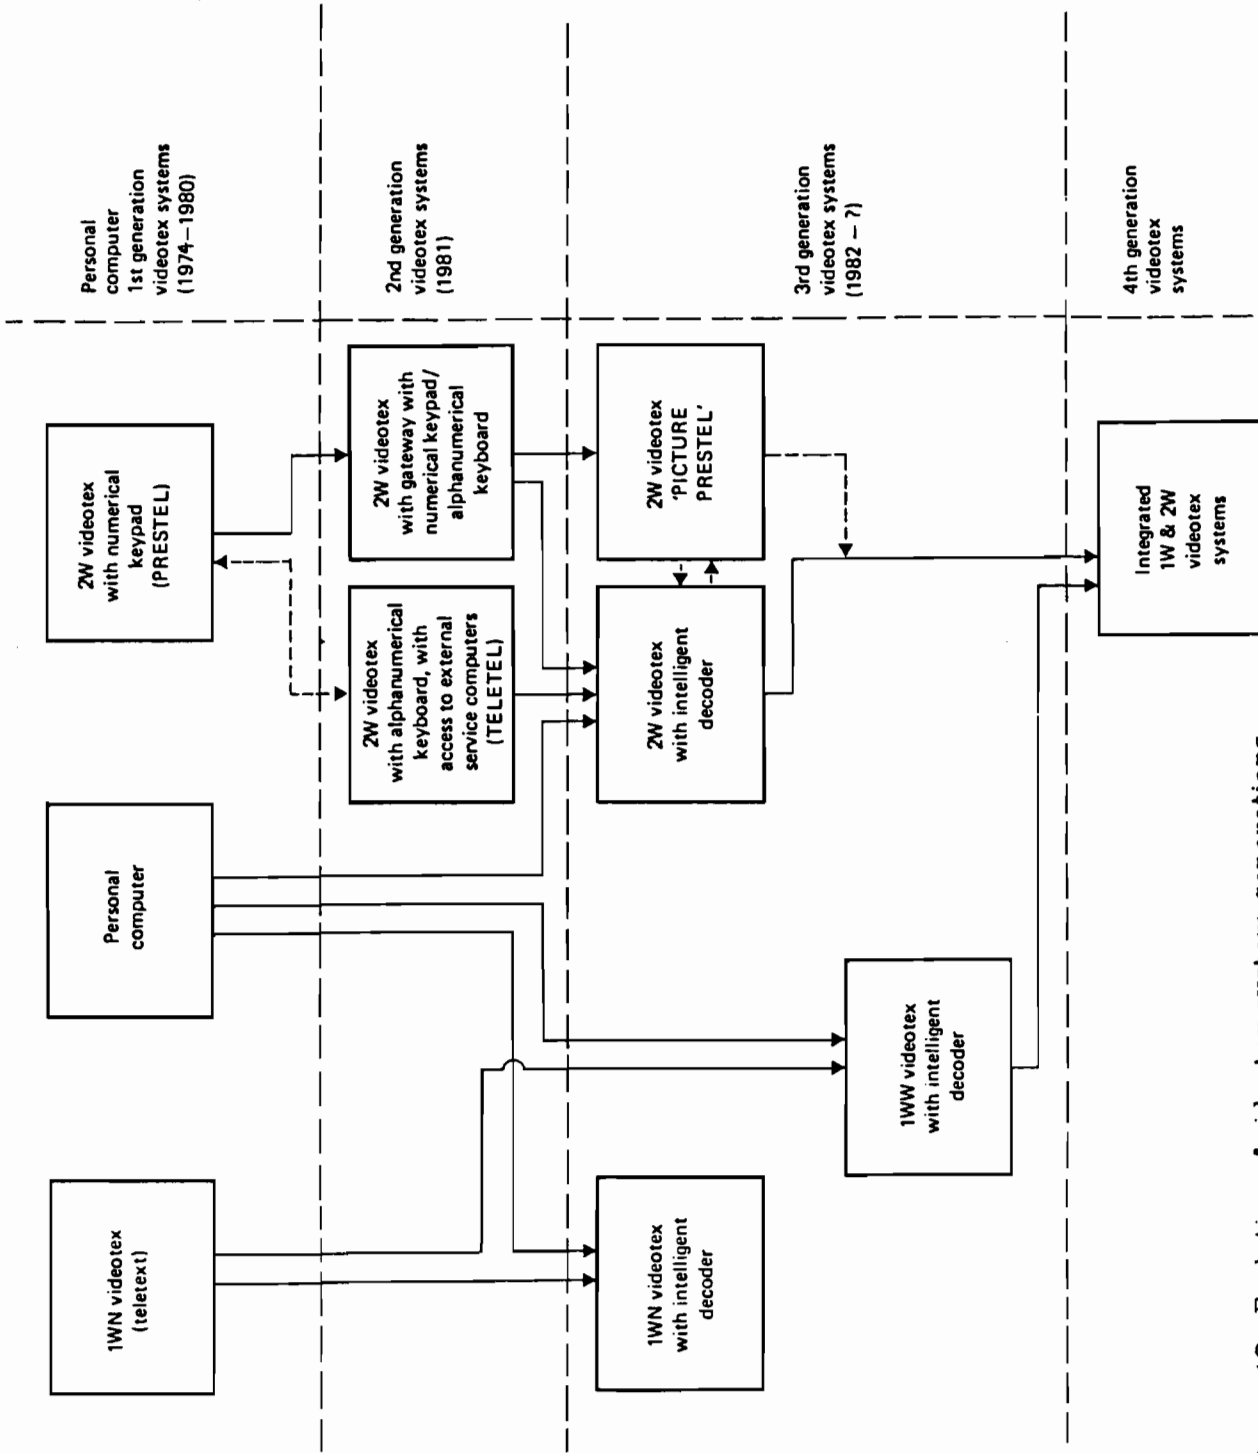 1WN videotex
(teletext)
Personal
computer
2W videotex
with numerical
keypad
(PRESTEL)
Personal
computer
1st generation
videotex systems
(1974–1980)
2W videotex
with alphanumerical
keyboard, with
access to external
service computers
(TELETEL)
2W videotex
with gateway with
numerical keypad/
alphanumerical
keyboard
2nd generation
videotex systems
(1981)
1WN videotex
with intelligent
decoder
1WW videotex
with intelligent
decoder
2W videotex
with intelligent
decoder
2W videotex
'PICTURE
PRESTEL'
3rd generation
videotex systems
(1982 – ?)
Integrated
1W & 2W
videotex
systems
4th generation
videotex
systems